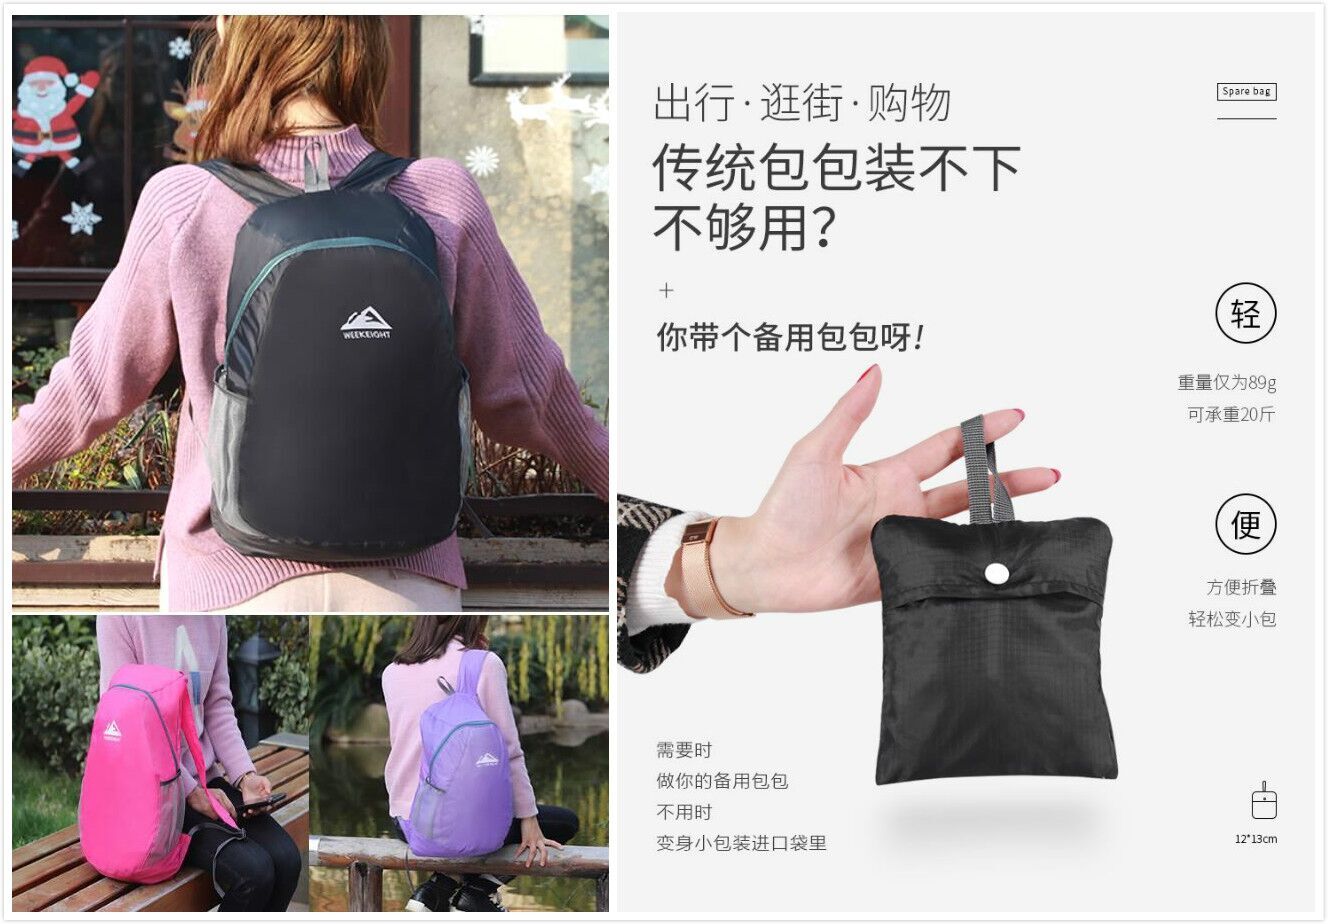 WEEKEIGHT
出行·逛街·购物
传统包包装不下
不够用？
+
你带个备用包包呀！
Spare bag
轻
重量仅为89g
可承重20斤
便
方便折叠
轻松变小包
需要时
做你的备用包包
不用时
变身小包装进口袋里
12*13cm